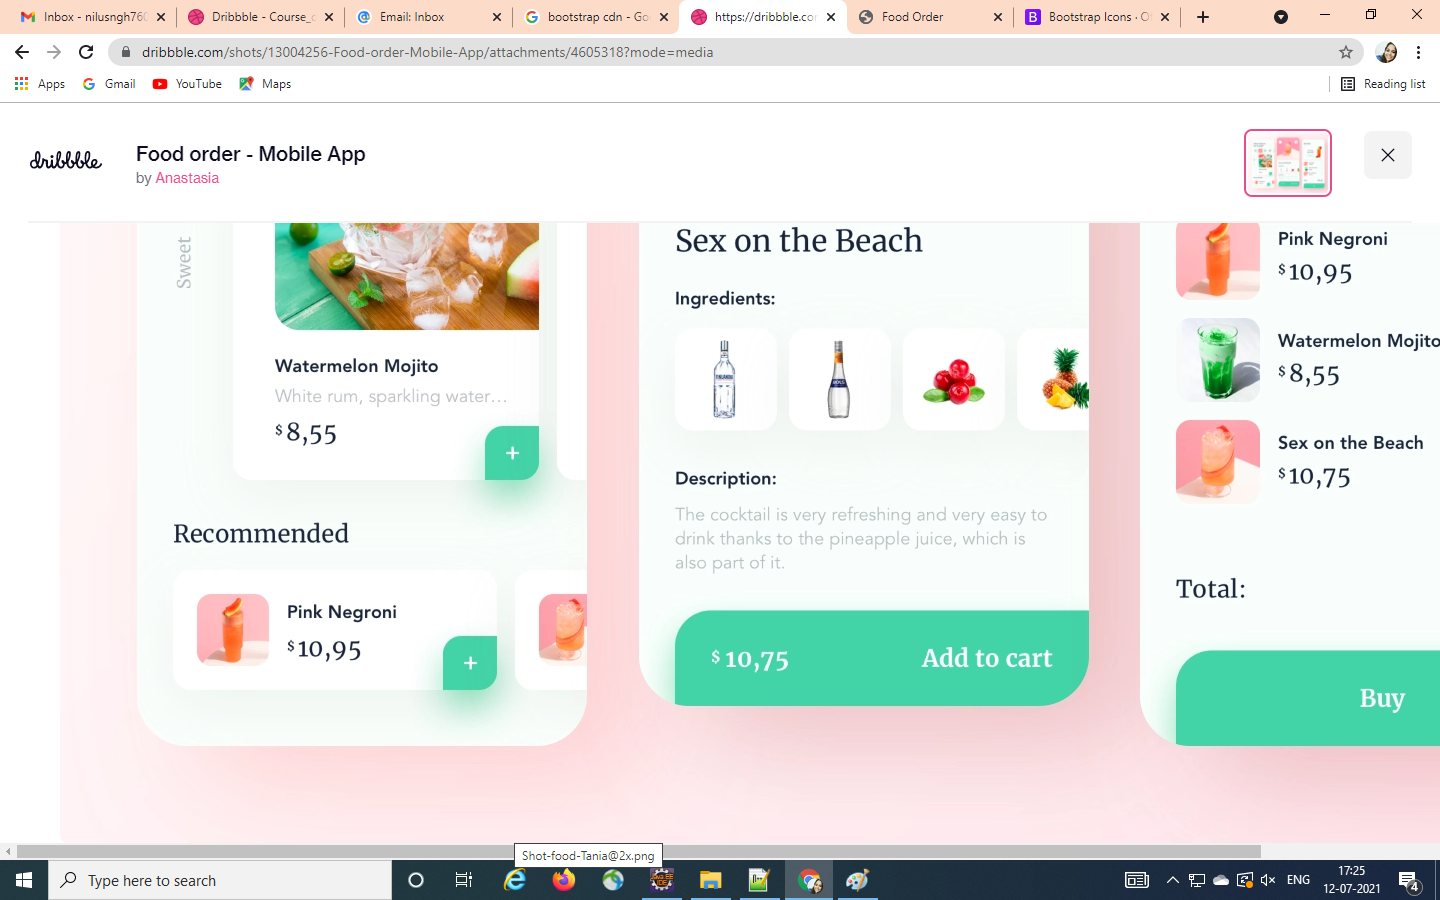 Inbox - nilusngh760
Dribbble - Course_c
Email: Inbox
bootstrap cdn - Go
https://dribbble.co
Food Order
Bootstrap Icons · O
dribbble.com/shots/13004256-Food-order-Mobile-App/attachments/4605318?mode=media
Apps
Gmail
YouTube
Maps
Reading list
dribbble
Food order - Mobile App
by Anastasia
Sweet
Watermelon Mojito
White rum, sparkling water...
$8,55
+
Recommended
Pink Negroni
$10,95
+
Sex on the Beach
Ingredients:
FINLANDIA
BOLS
Description:
The cocktail is very refreshing and very easy to
drink thanks to the pineapple juice, which is
also part of it.
$10,75
Add to cart
Pink Negroni
$10,95
Watermelon Mojito
$8,55
Sex on the Beach
$10,75
Total:
Buy
Shot-food-Tania@2x.png
Type here to search
ENG
17:25
12-07-2021
4